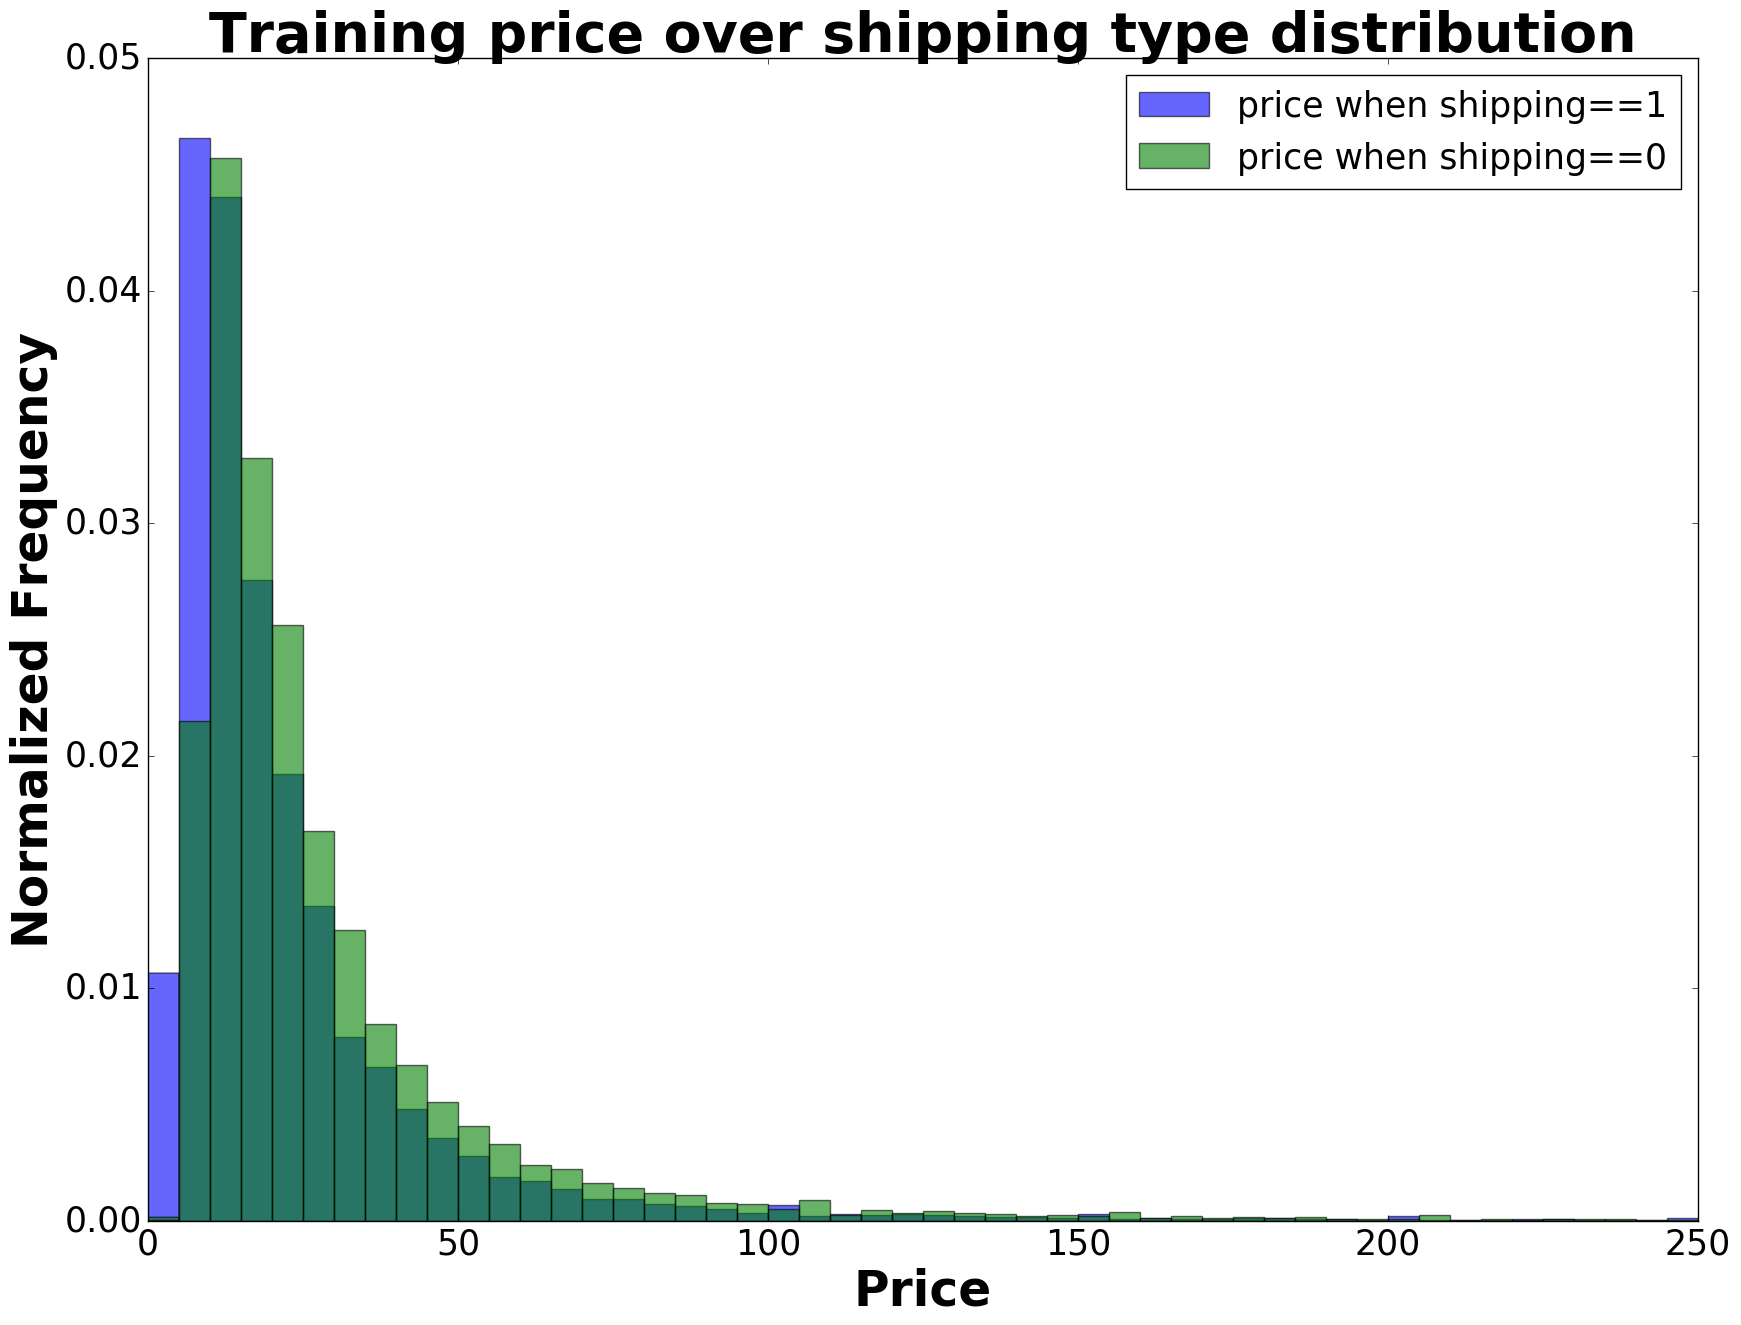 Training price over shipping type distribution
price when shipping==1
price when shipping==0
Normalized Frequency
0.05
0.04
0.03
0.02
0.01
0.00
0 50 100 150 200 250
Price